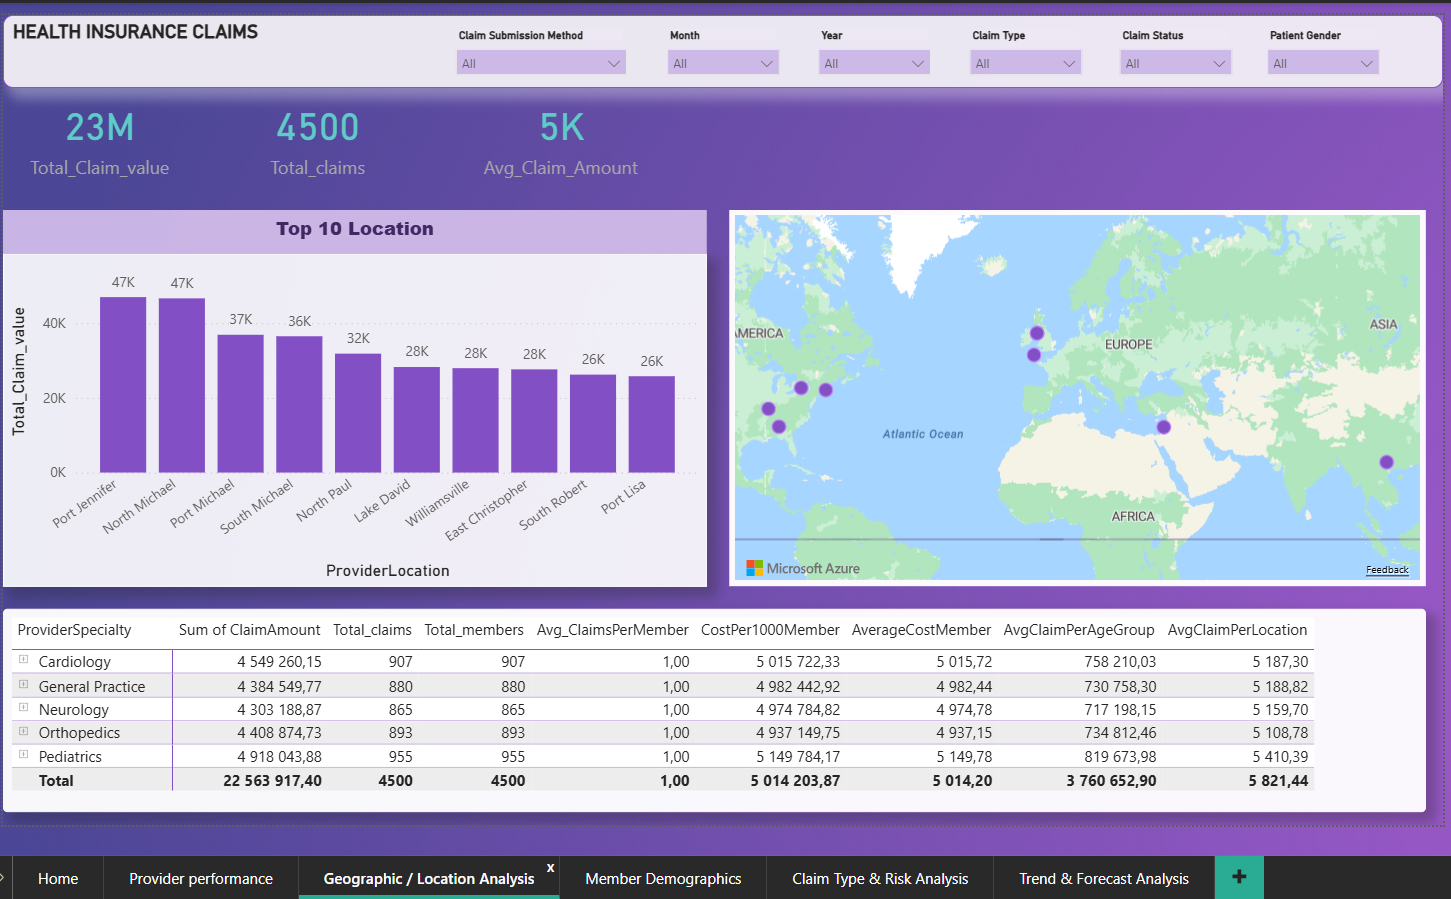 HEALTH INSURANCE CLAIMS
Claim Submission Method Month Year Claim Type Claim Status Patient Gender
All All All All All All
23M 4500 5K
Total_Claim_value Total_claims Avg_Claim_Amount
Top 10 Location
Total_Claim_value
40K
20K
0K
47K 47K 37K 36K 32K 28K 28K 28K 26K 26K
Port Jennifer North Michael Port Michael South Michael North Paul Lake David Williamsville East Christopher South Robert Port Lisa
ProviderLocation
AMERICA
EUROPE
ASIA
Atlantic Ocean
AFRICA
Microsoft Azure
Feedback
ProviderSpecialty Sum of ClaimAmount Total_claims Total_members Avg_ClaimsPerMember CostPer1000Member AverageCostMember AvgClaimPerAgeGroup AvgClaimPerLocation
Cardiology 4 549 260,15 907 907 1,00 5 015 722,33 5 015,72 758 210,03 5 187,30
General Practice 4 384 549,77 880 880 1,00 4 982 442,92 4 982,44 730 758,30 5 188,82
Neurology 4 303 188,87 865 865 1,00 4 974 784,82 4 974,78 717 198,15 5 159,70
Orthopedics 4 408 874,73 893 893 1,00 4 937 149,75 4 937,15 734 812,46 5 108,78
Pediatrics 4 918 043,88 955 955 1,00 5 149 784,17 5 149,78 819 673,98 5 410,39
Total 22 563 917,40 4500 4500 1,00 5 014 203,87 5 014,20 3 760 652,90 5 821,44
Home Provider performance Geographic / Location Analysis x Member Demographics Claim Type & Risk Analysis Trend & Forecast Analysis +